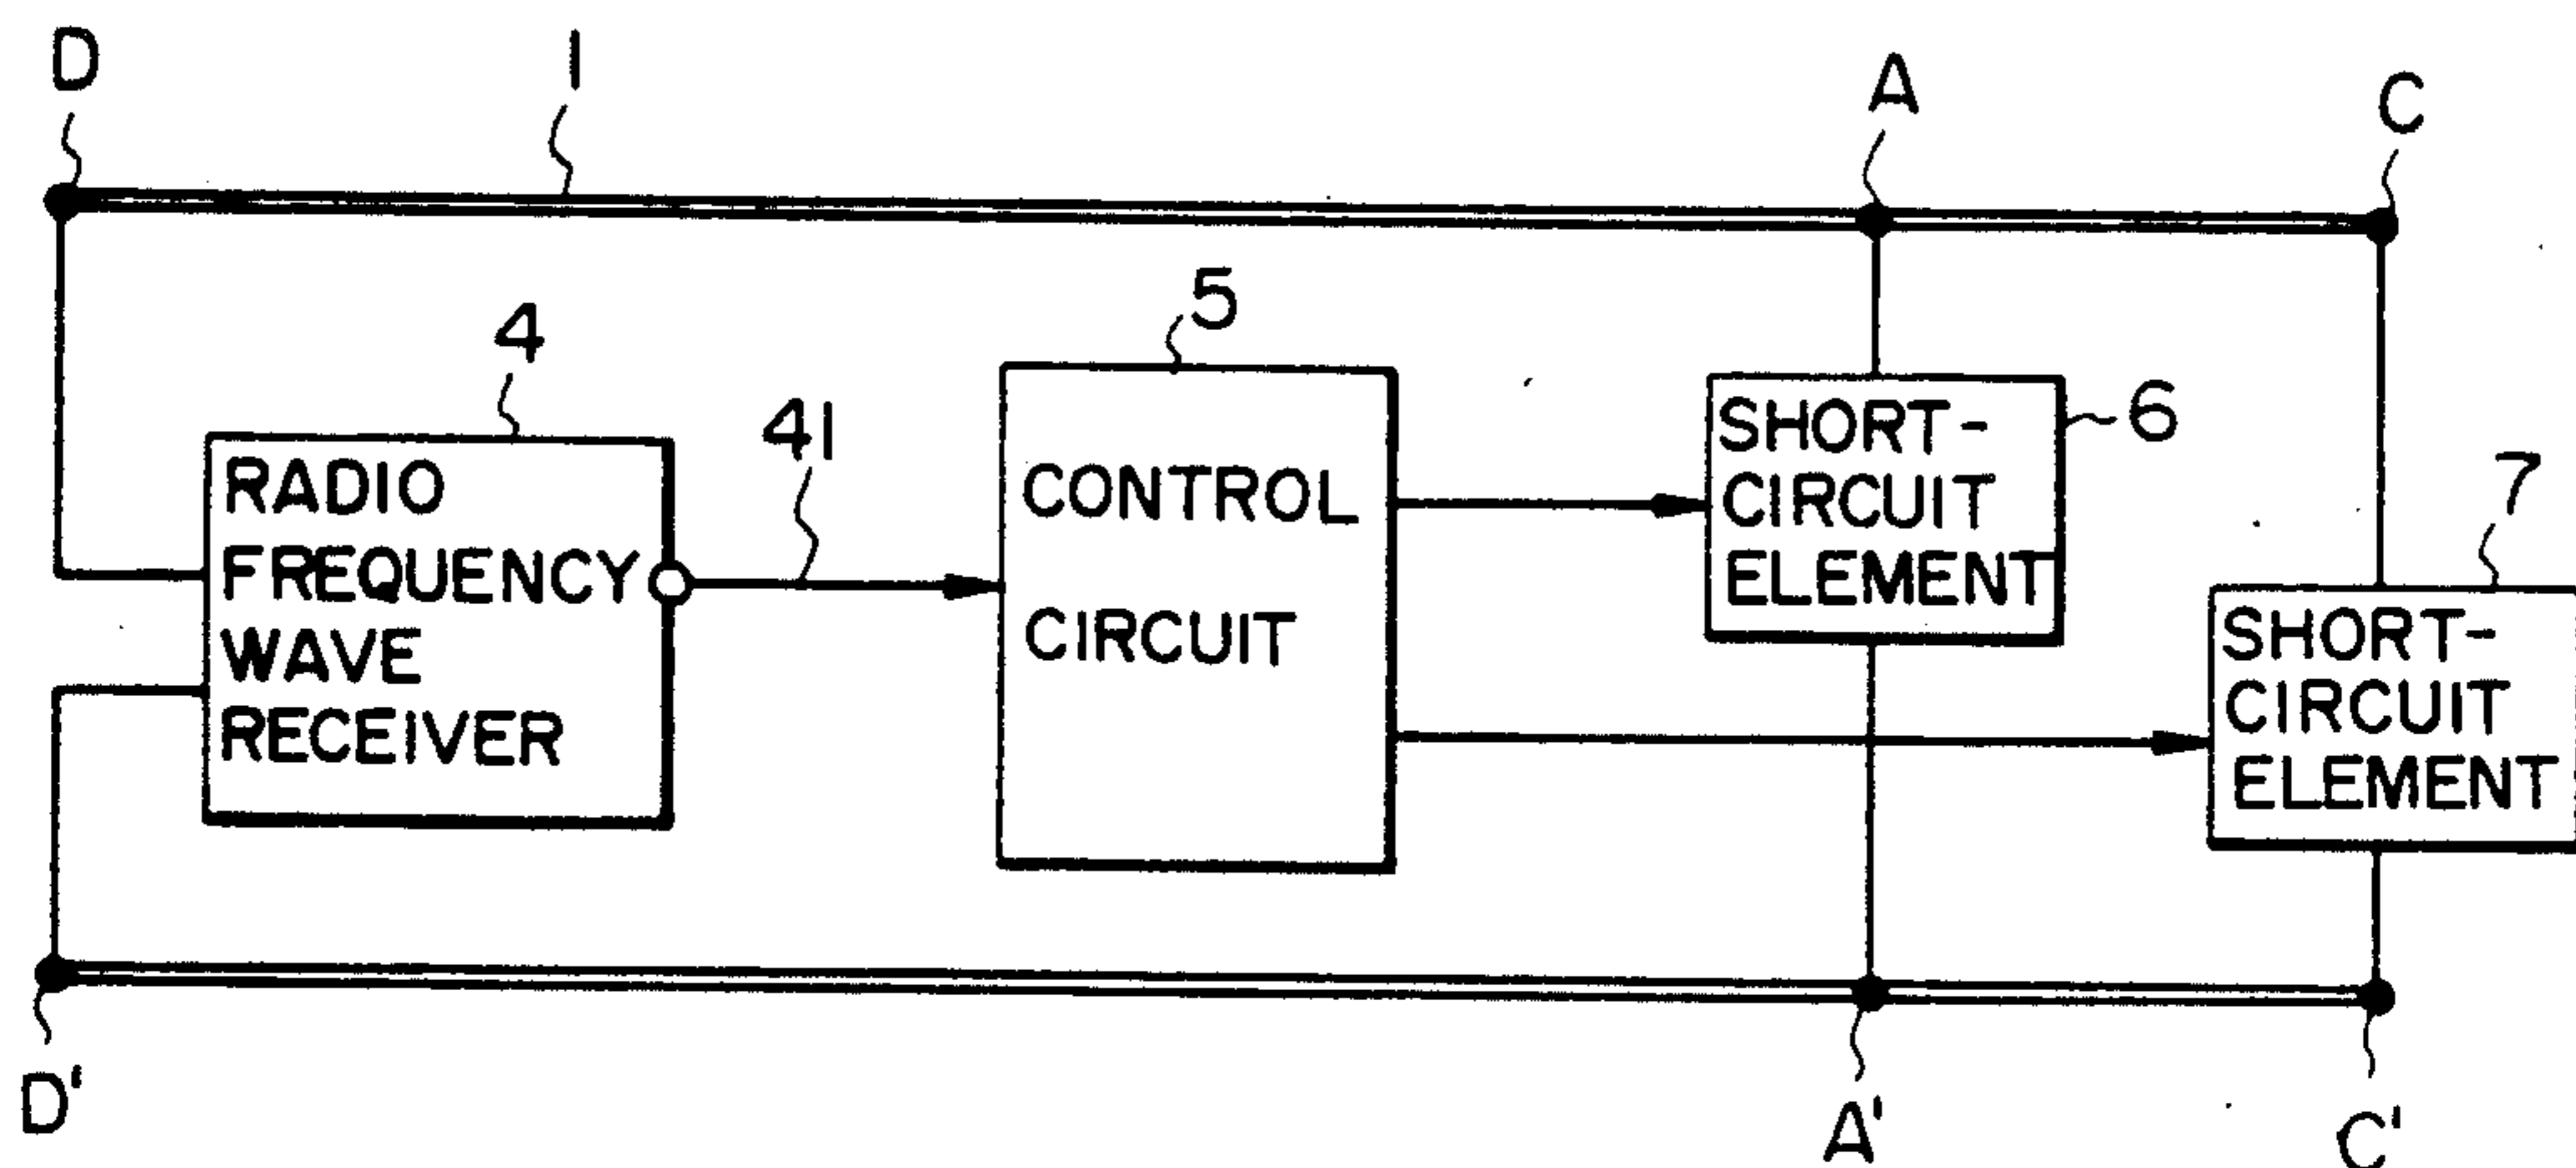 D
1
A
C
4
41
5
6
7
RADIO
FREQUENCY
WAVE
RECEIVER
CONTROL
CIRCUIT
SHORT-
CIRCUIT
ELEMENT
SHORT-
CIRCUIT
ELEMENT
D'
A'
C'